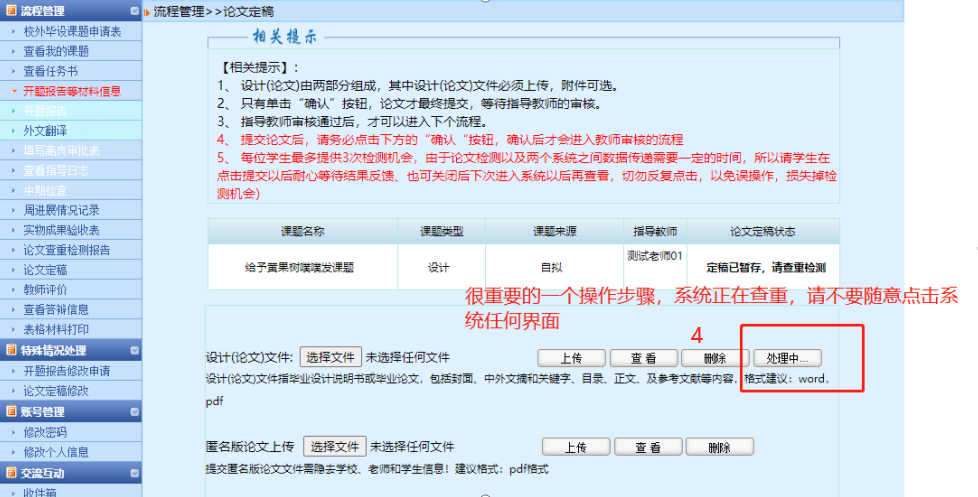 流程管理
流程管理>>论文定稿
校外毕设课题申请表
查看我的课题
查看任务书
开题报告等材料信息
开题报告
外文翻译
填写离岗审批表
查看指导日志
中期检查
周进展情况记录
实物成果验收表
论文查重检测报告
论文定稿
教师评价
查看答辩信息
表格材料打印
特殊情况处理
开题报告修改申请
论文定稿修改
账号管理
修改密码
修改个人信息
交流互动
收件箱
相关提示
【相关提示】：
1、 设计(论文)由两部分组成，其中设计(论文)文件必须上传，附件可选。
2、 只有单击“确认”按钮，论文才最终提交，等待指导教师的审核。
3、 指导教师审核通过后，才可以进入下个流程。
4、 提交论文后，请务必点击下方的“确认“按钮，确认后才会进入教师审核的流程
5、 每位学生最多提供3次检测机会，由于论文检测以及两个系统之间数据传递需要一定的时间，所以请学生在
点击提交以后耐心等待结果反馈、也可关闭后下次进入系统以后再查看，切勿反复点击，以免误操作，损失掉检
测机会）
课题名称 课题类型 课题来源 指导教师 论文定稿状态
给予黄果树噗噗发课题 设计 自拟 测试老师01 定稿已暂存，请查重检测
很重要的一个操作步骤，系统正在查重，请不要随意点击系
统任何界面
4
设计(论文)文件: 选择文件 未选择任何文件 上传 查 看 删除 处理中...
设计(论文)文件指毕业设计说明书或毕业论文，包括封面、中外文摘和关键字、目录、正文、及参考文献等内容，格式建议：word，
pdf
匿名版论文上传 选择文件 未选择任何文件 上传 查 看 删除
提交匿名版论文文件需隐去学校、老师和学生信息！建议格式：pdf格式